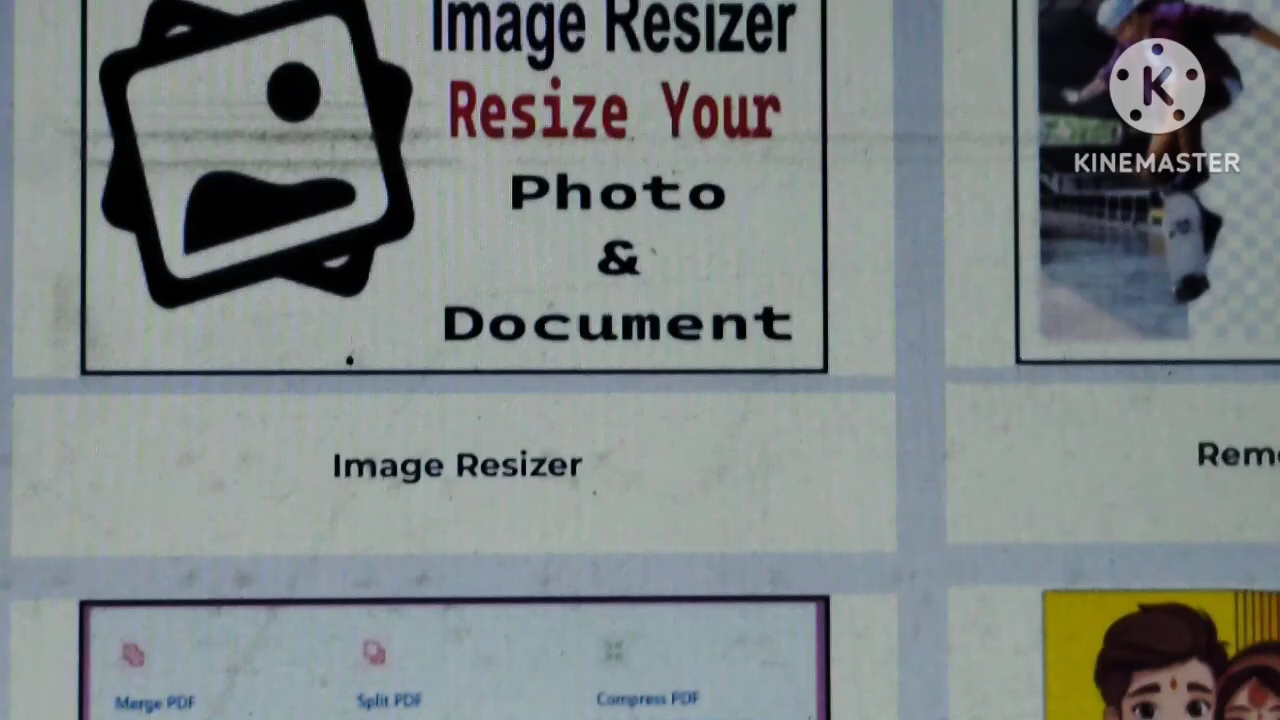 Image Resizer
Resize Your
Photo
&
Document
K
KINEMASTER
Image Resizer
Merge PDF
Split PDF
Compress PDF